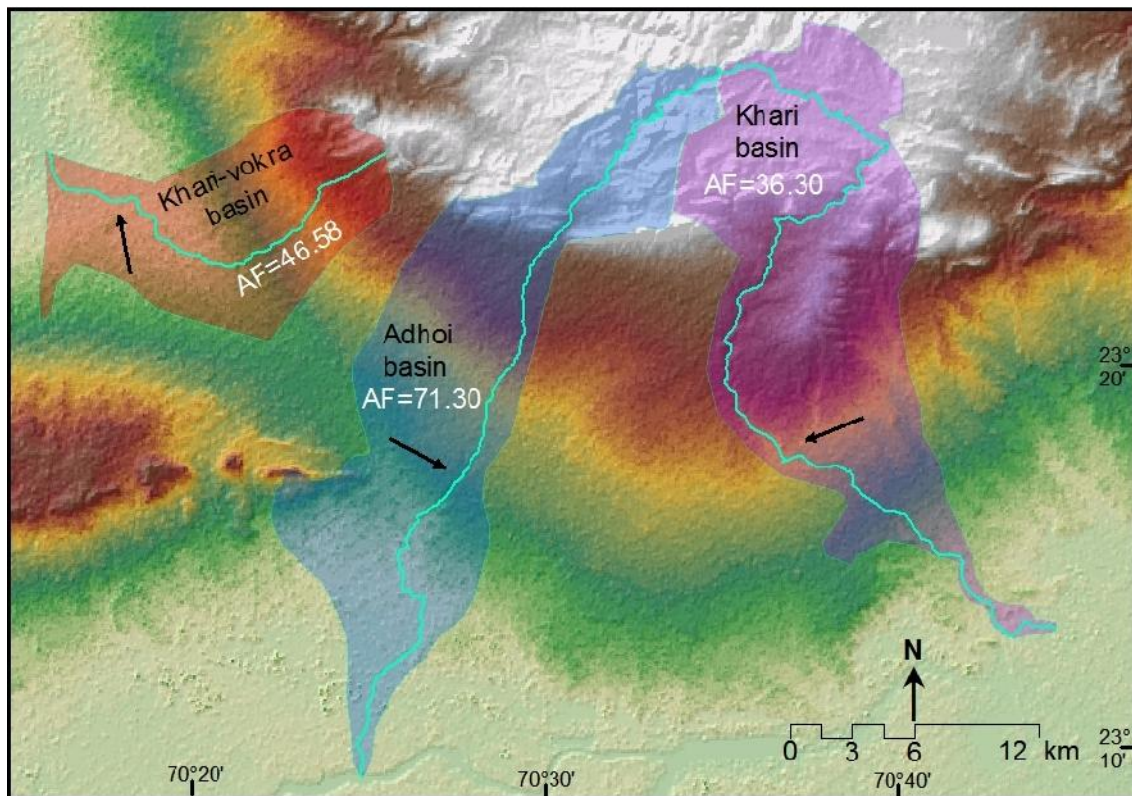 Khari
basin
AF=36.30
Khari-vokra
basin
AF=46.58
Adhoi
basin
AF=71.30
23°
20'
N
0 3 6 12 km
23°
10'
70°20'
70°30'
70°40'